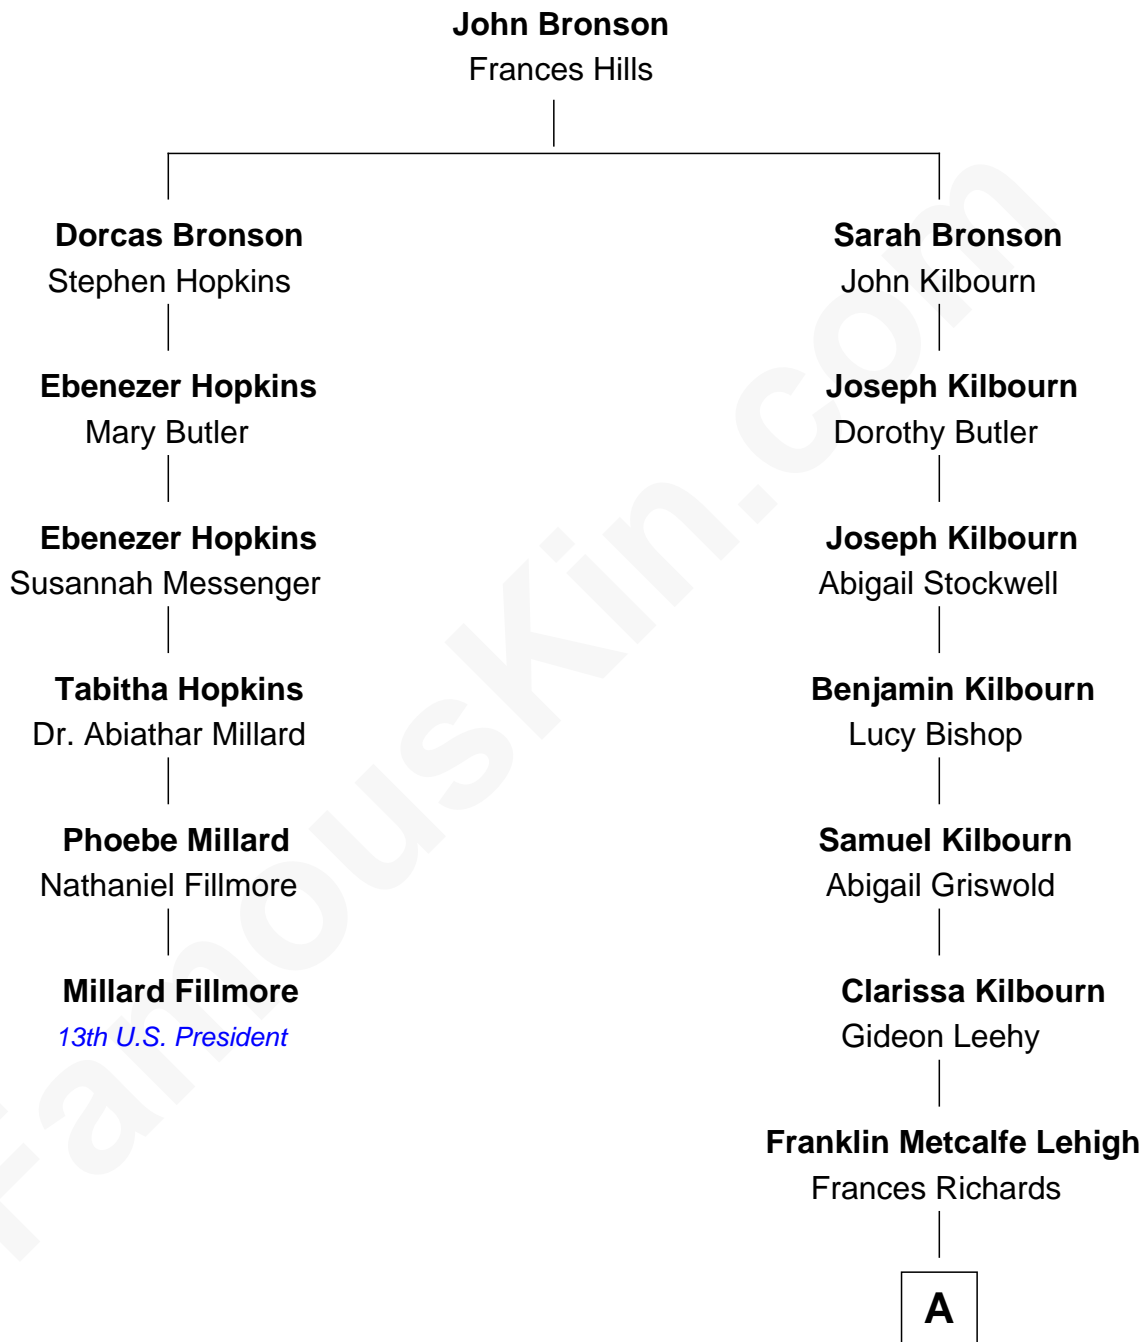 John Bronson
Frances Hills
Dorcas Bronson
Stephen Hopkins
Sarah Bronson
John Kilbourn
Ebenezer Hopkins
Mary Butler
Joseph Kilbourn
Dorothy Butler
Ebenezer Hopkins
Susannah Messenger
Joseph Kilbourn
Abigail Stockwell
Tabitha Hopkins
Dr. Abiathar Millard
Benjamin Kilbourn
Lucy Bishop
Phoebe Millard
Nathaniel Fillmore
Samuel Kilbourn
Abigail Griswold
Millard Fillmore
13th U.S. President
Clarissa Kilbourn
Gideon Leehy
Franklin Metcalfe Lehigh
Frances Richards
A
FamousKin.com